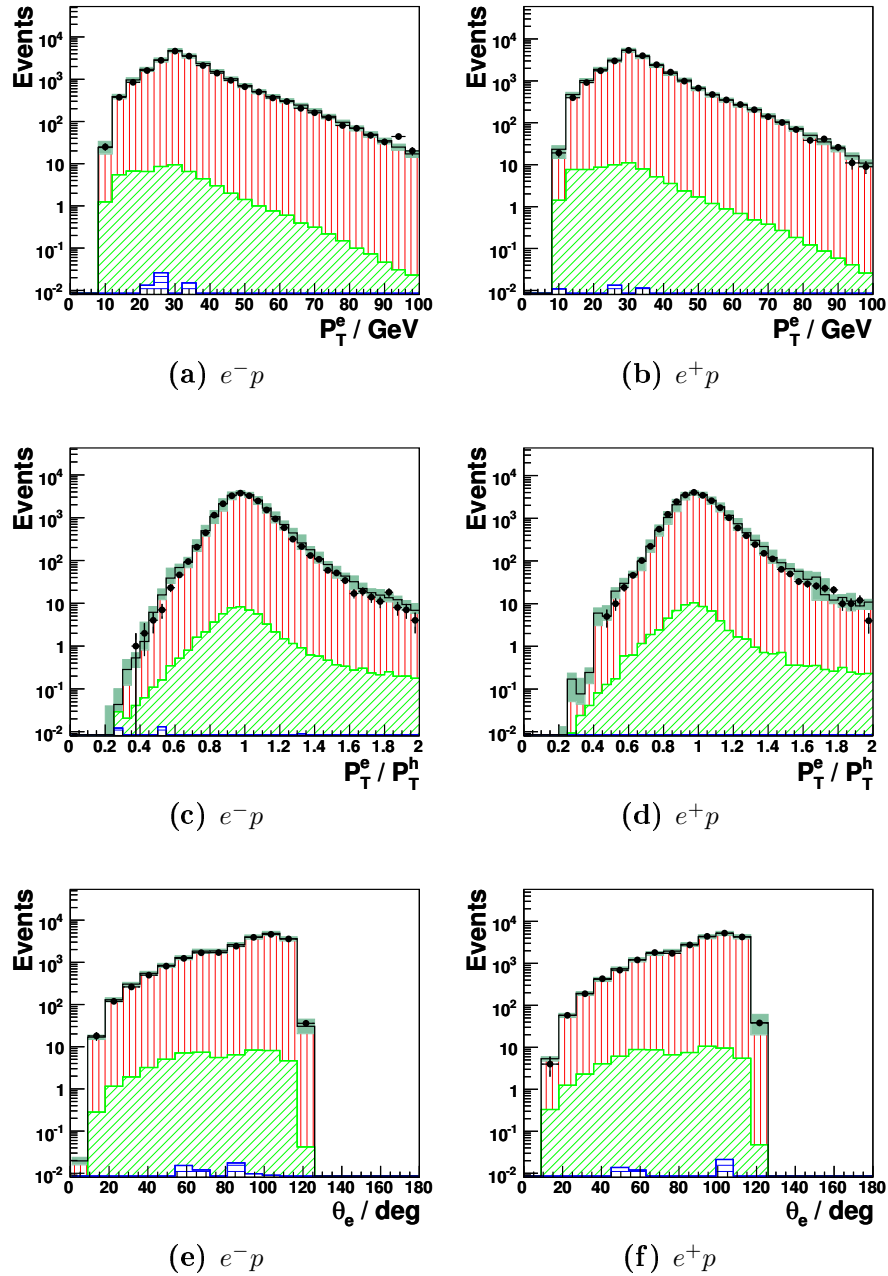 Events
10⁴
10³
10²
10
1
10⁻¹
10⁻²
0 10 20 30 40 50 60 70 80 90 100
P_T^e / GeV
(a) e⁻p
Events
10⁴
10³
10²
10
1
10⁻¹
10⁻²
0 10 20 30 40 50 60 70 80 90 100
P_T^e / GeV
(b) e⁺p
Events
10⁴
10³
10²
10
1
10⁻¹
10⁻²
0 0.2 0.4 0.6 0.8 1 1.2 1.4 1.6 1.8 2
P_T^e / P_T^h
(c) e⁻p
Events
10⁴
10³
10²
10
1
10⁻¹
10⁻²
0 0.2 0.4 0.6 0.8 1 1.2 1.4 1.6 1.8 2
P_T^e / P_T^h
(d) e⁺p
Events
10⁴
10³
10²
10
1
10⁻¹
10⁻²
0 20 40 60 80 100 120 140 160 180
θ_e / deg
(e) e⁻p
Events
10⁴
10³
10²
10
1
10⁻¹
10⁻²
0 20 40 60 80 100 120 140 160 180
θ_e / deg
(f) e⁺p